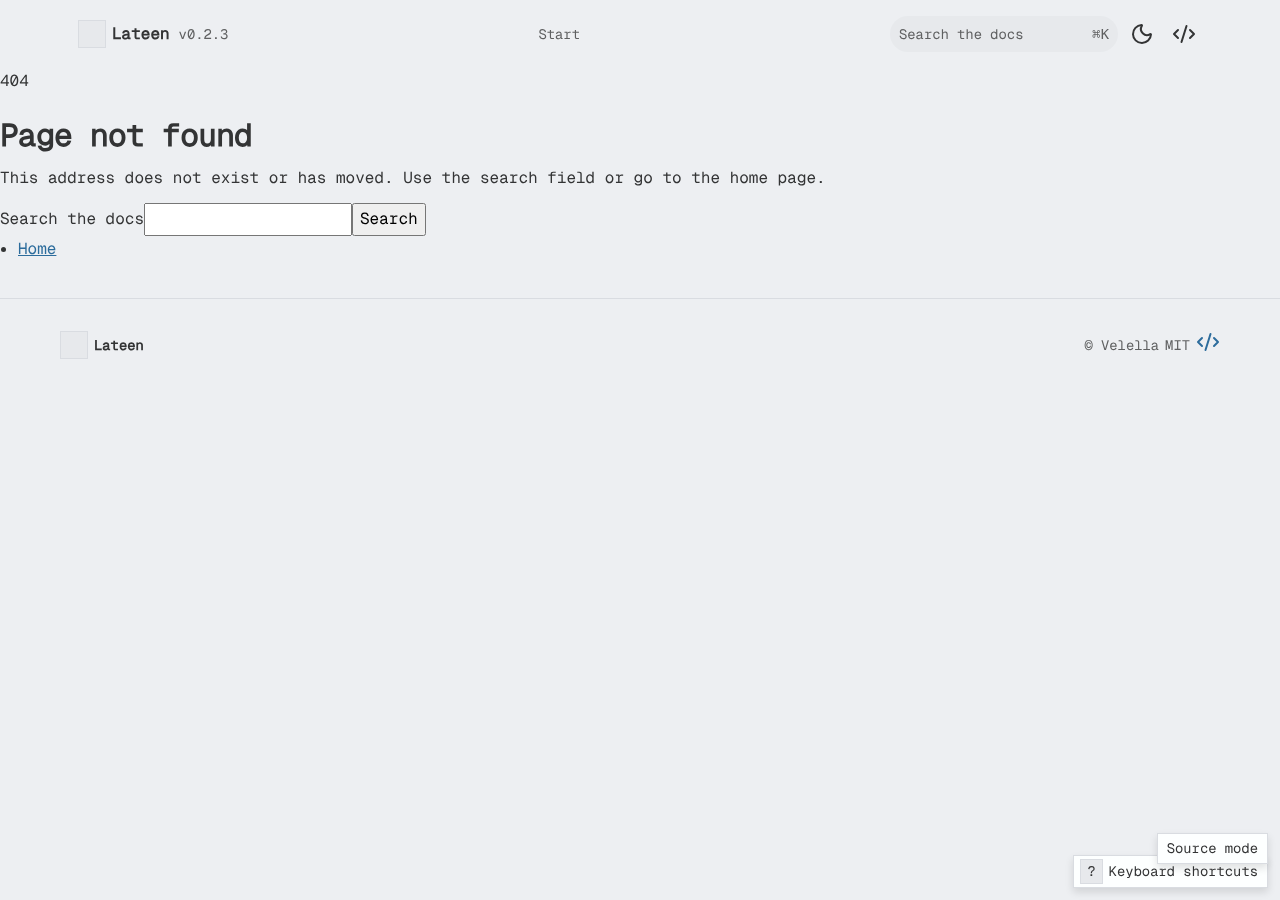 Lateen v0.2.3 Start Search the docs ⌘K
404
Page not found
This address does not exist or has moved. Use the search field or go to the home page.
Search the docs Search
Home
Lateen © Velella MIT
Source mode
? Keyboard shortcuts